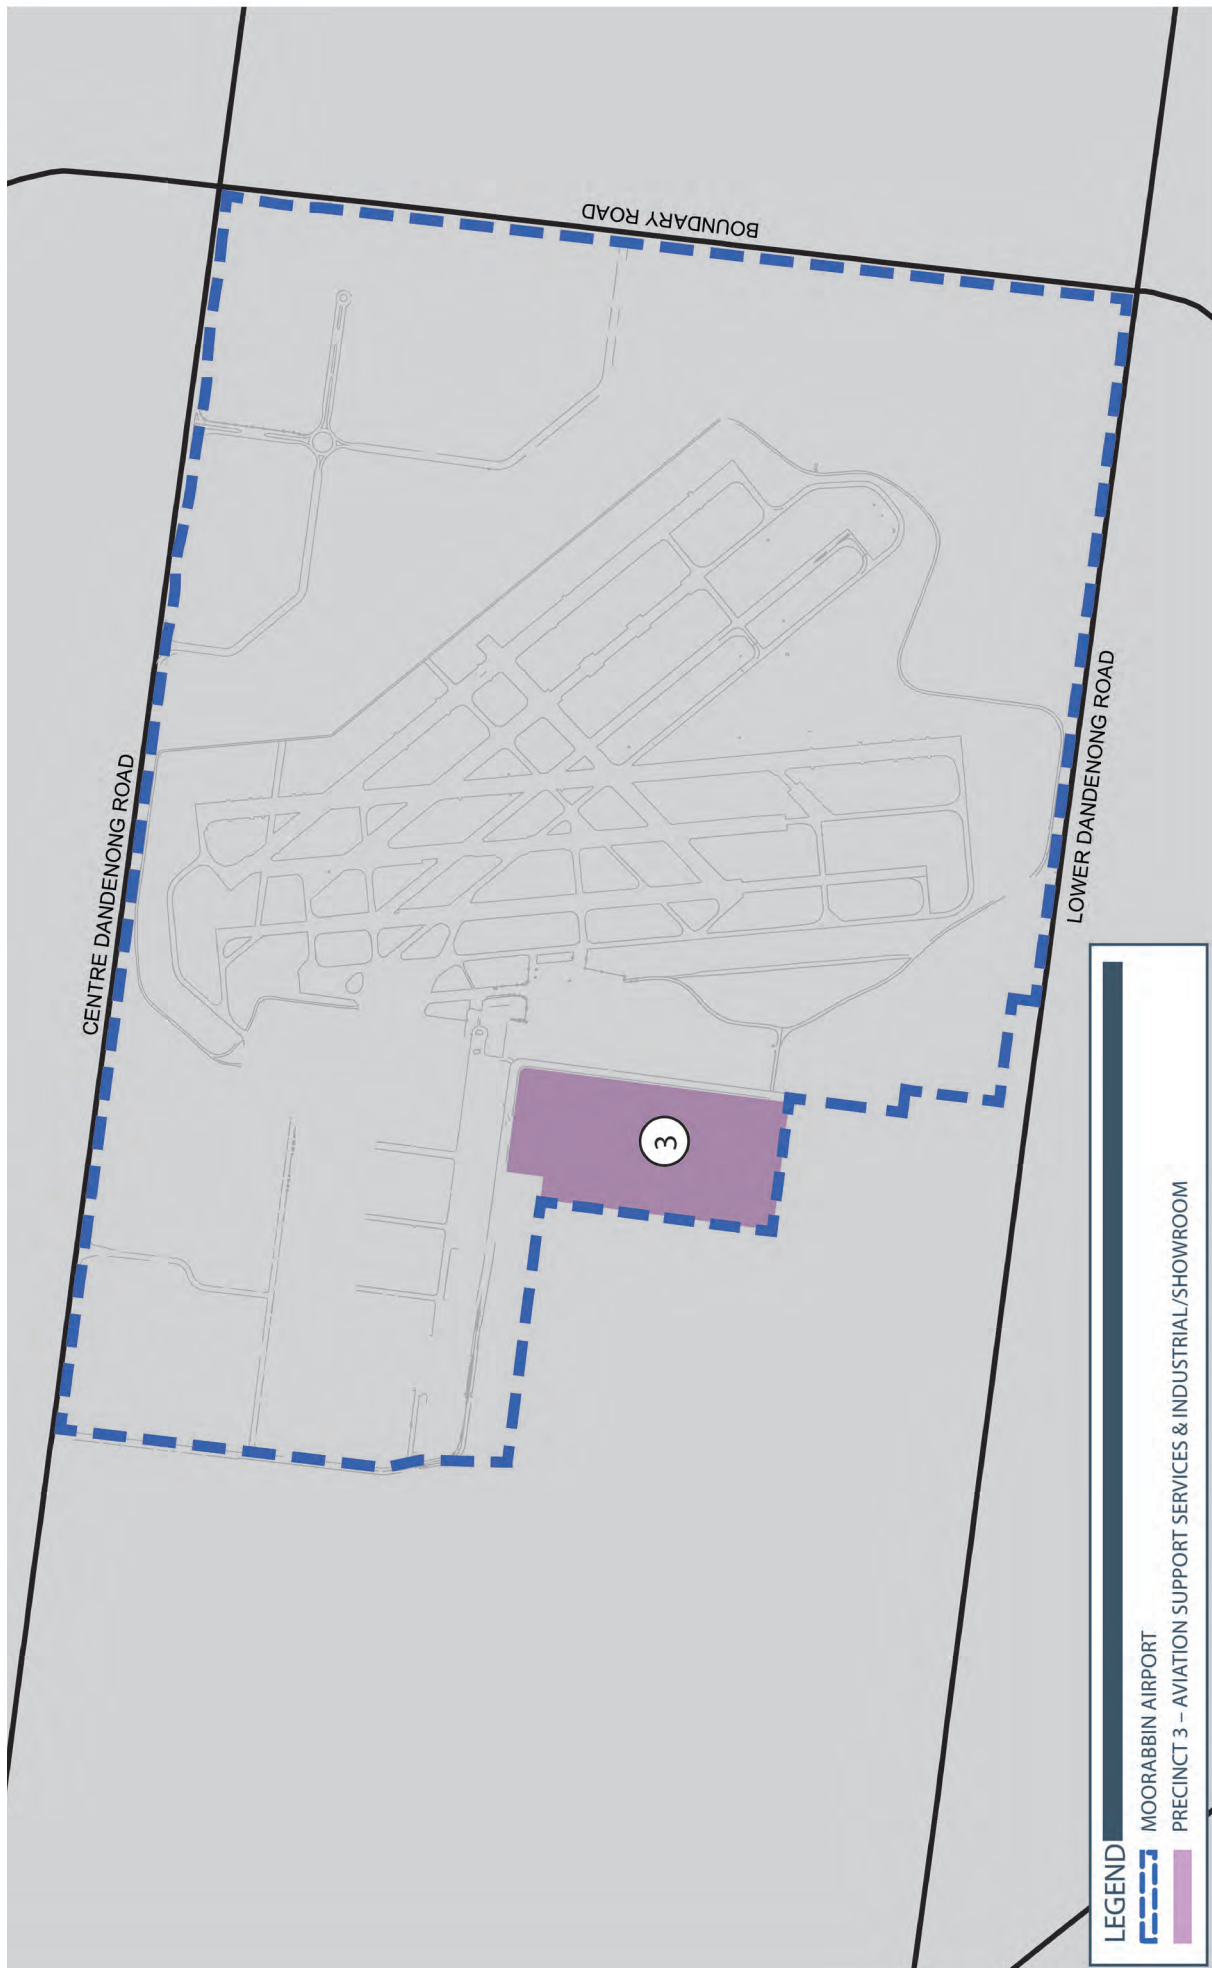 CENTRE DANDENONG ROAD
BOUNDARY ROAD
LOWER DANDENONG ROAD
3
LEGEND
MOORABBIN AIRPORT
PRECINCT 3 – AVIATION SUPPORT SERVICES & INDUSTRIAL/SHOWROOM